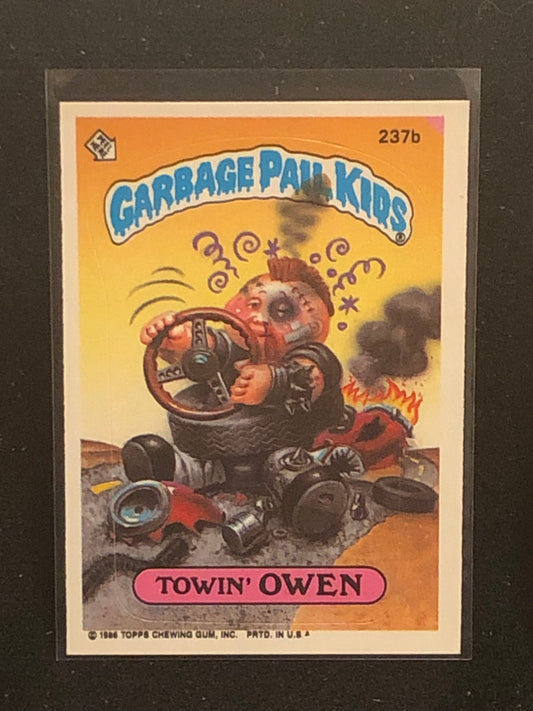 237b
GARBAGE PAIL KIDS
®
TOWIN' OWEN
© 1986 TOPPS CHEWING GUM, INC. PRTD. IN U.S.A